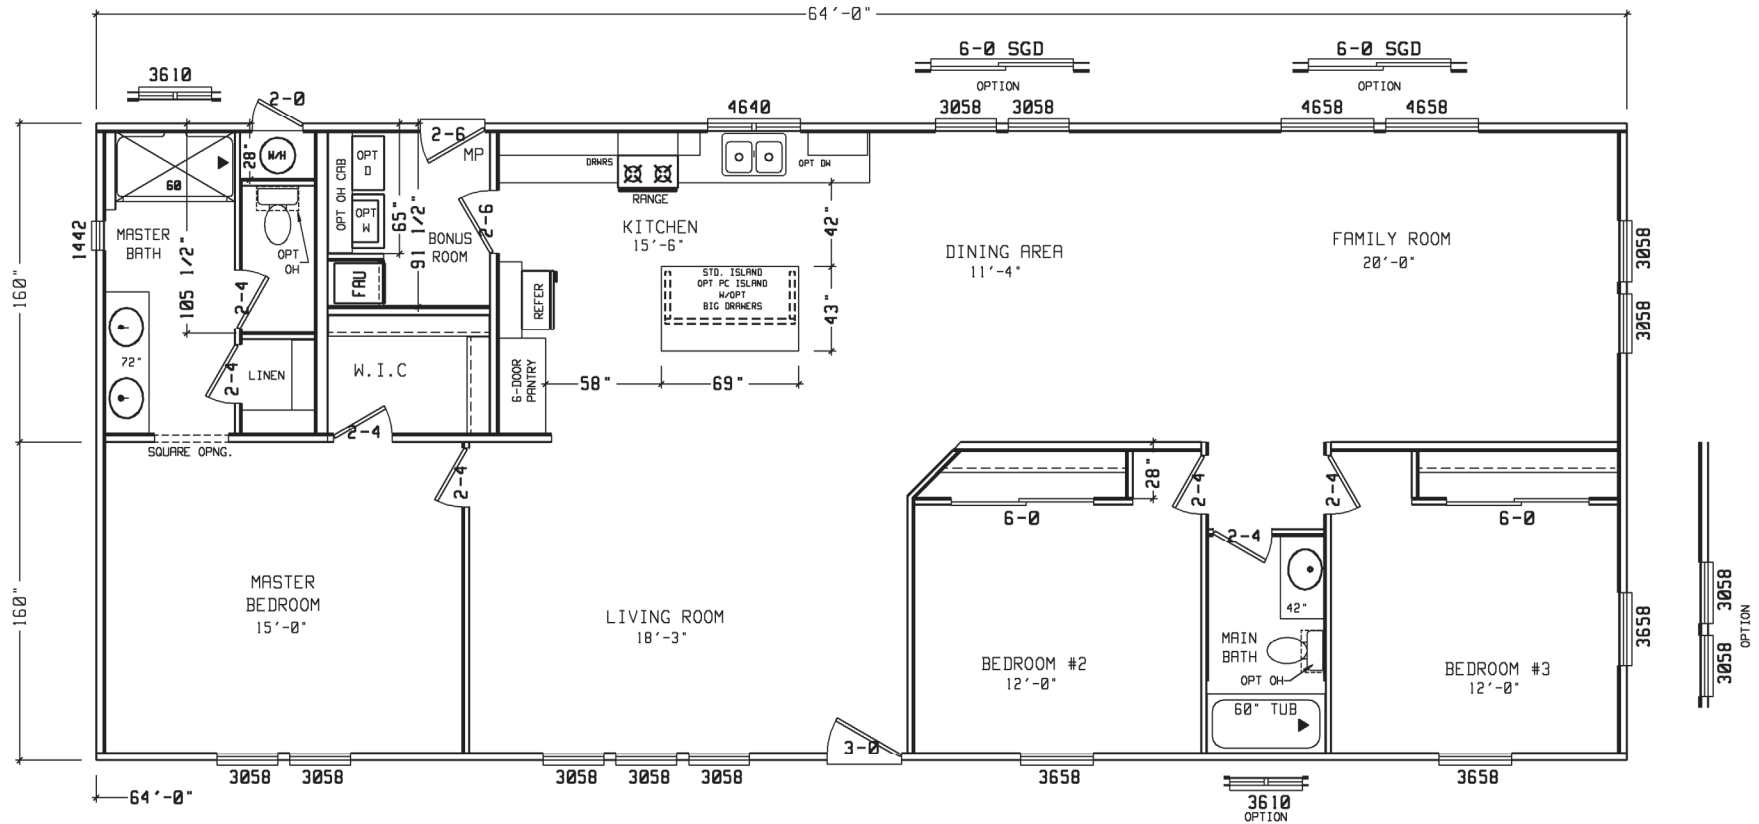 64'-0"
6-0 SGD
OPTION
6-0 SGD
OPTION
3610
2-0
4640
3058
3058
4658
4658
2-6
MP
28"
W/H
60
OPT OH CAB
OPT
D
OPT
W
65"
91 1/2"
2-6
BONUS
ROOM
FAU
DRWRS
RANGE
OPT DW
KITCHEN
15'-6"
42"
43"
STD. ISLAND
OPT PC ISLAND
W/OPT
BIG DRAWERS
58"
69"
REFER
6-DOOR
PANTRY
DINING AREA
11'-4"
FAMILY ROOM
20'-0"
3058
3058
1442
MASTER
BATH
105 1/2"
OPT
OH
2-4
72"
2-4
LINEN
W.I.C
2-4
SQUARE OPNG.
160"
160"
2-4
MASTER
BEDROOM
15'-0"
LIVING ROOM
18'-3"
28"
6-0
2-4
2-4
6-0
2-4
42"
MAIN
BATH
OPT OH
60" TUB
BEDROOM #2
12'-0"
BEDROOM #3
12'-0"
3658
3058
3058
OPTION
3-0
3058
3058
3058
3058
3058
3658
3658
3610
OPTION
64'-0"